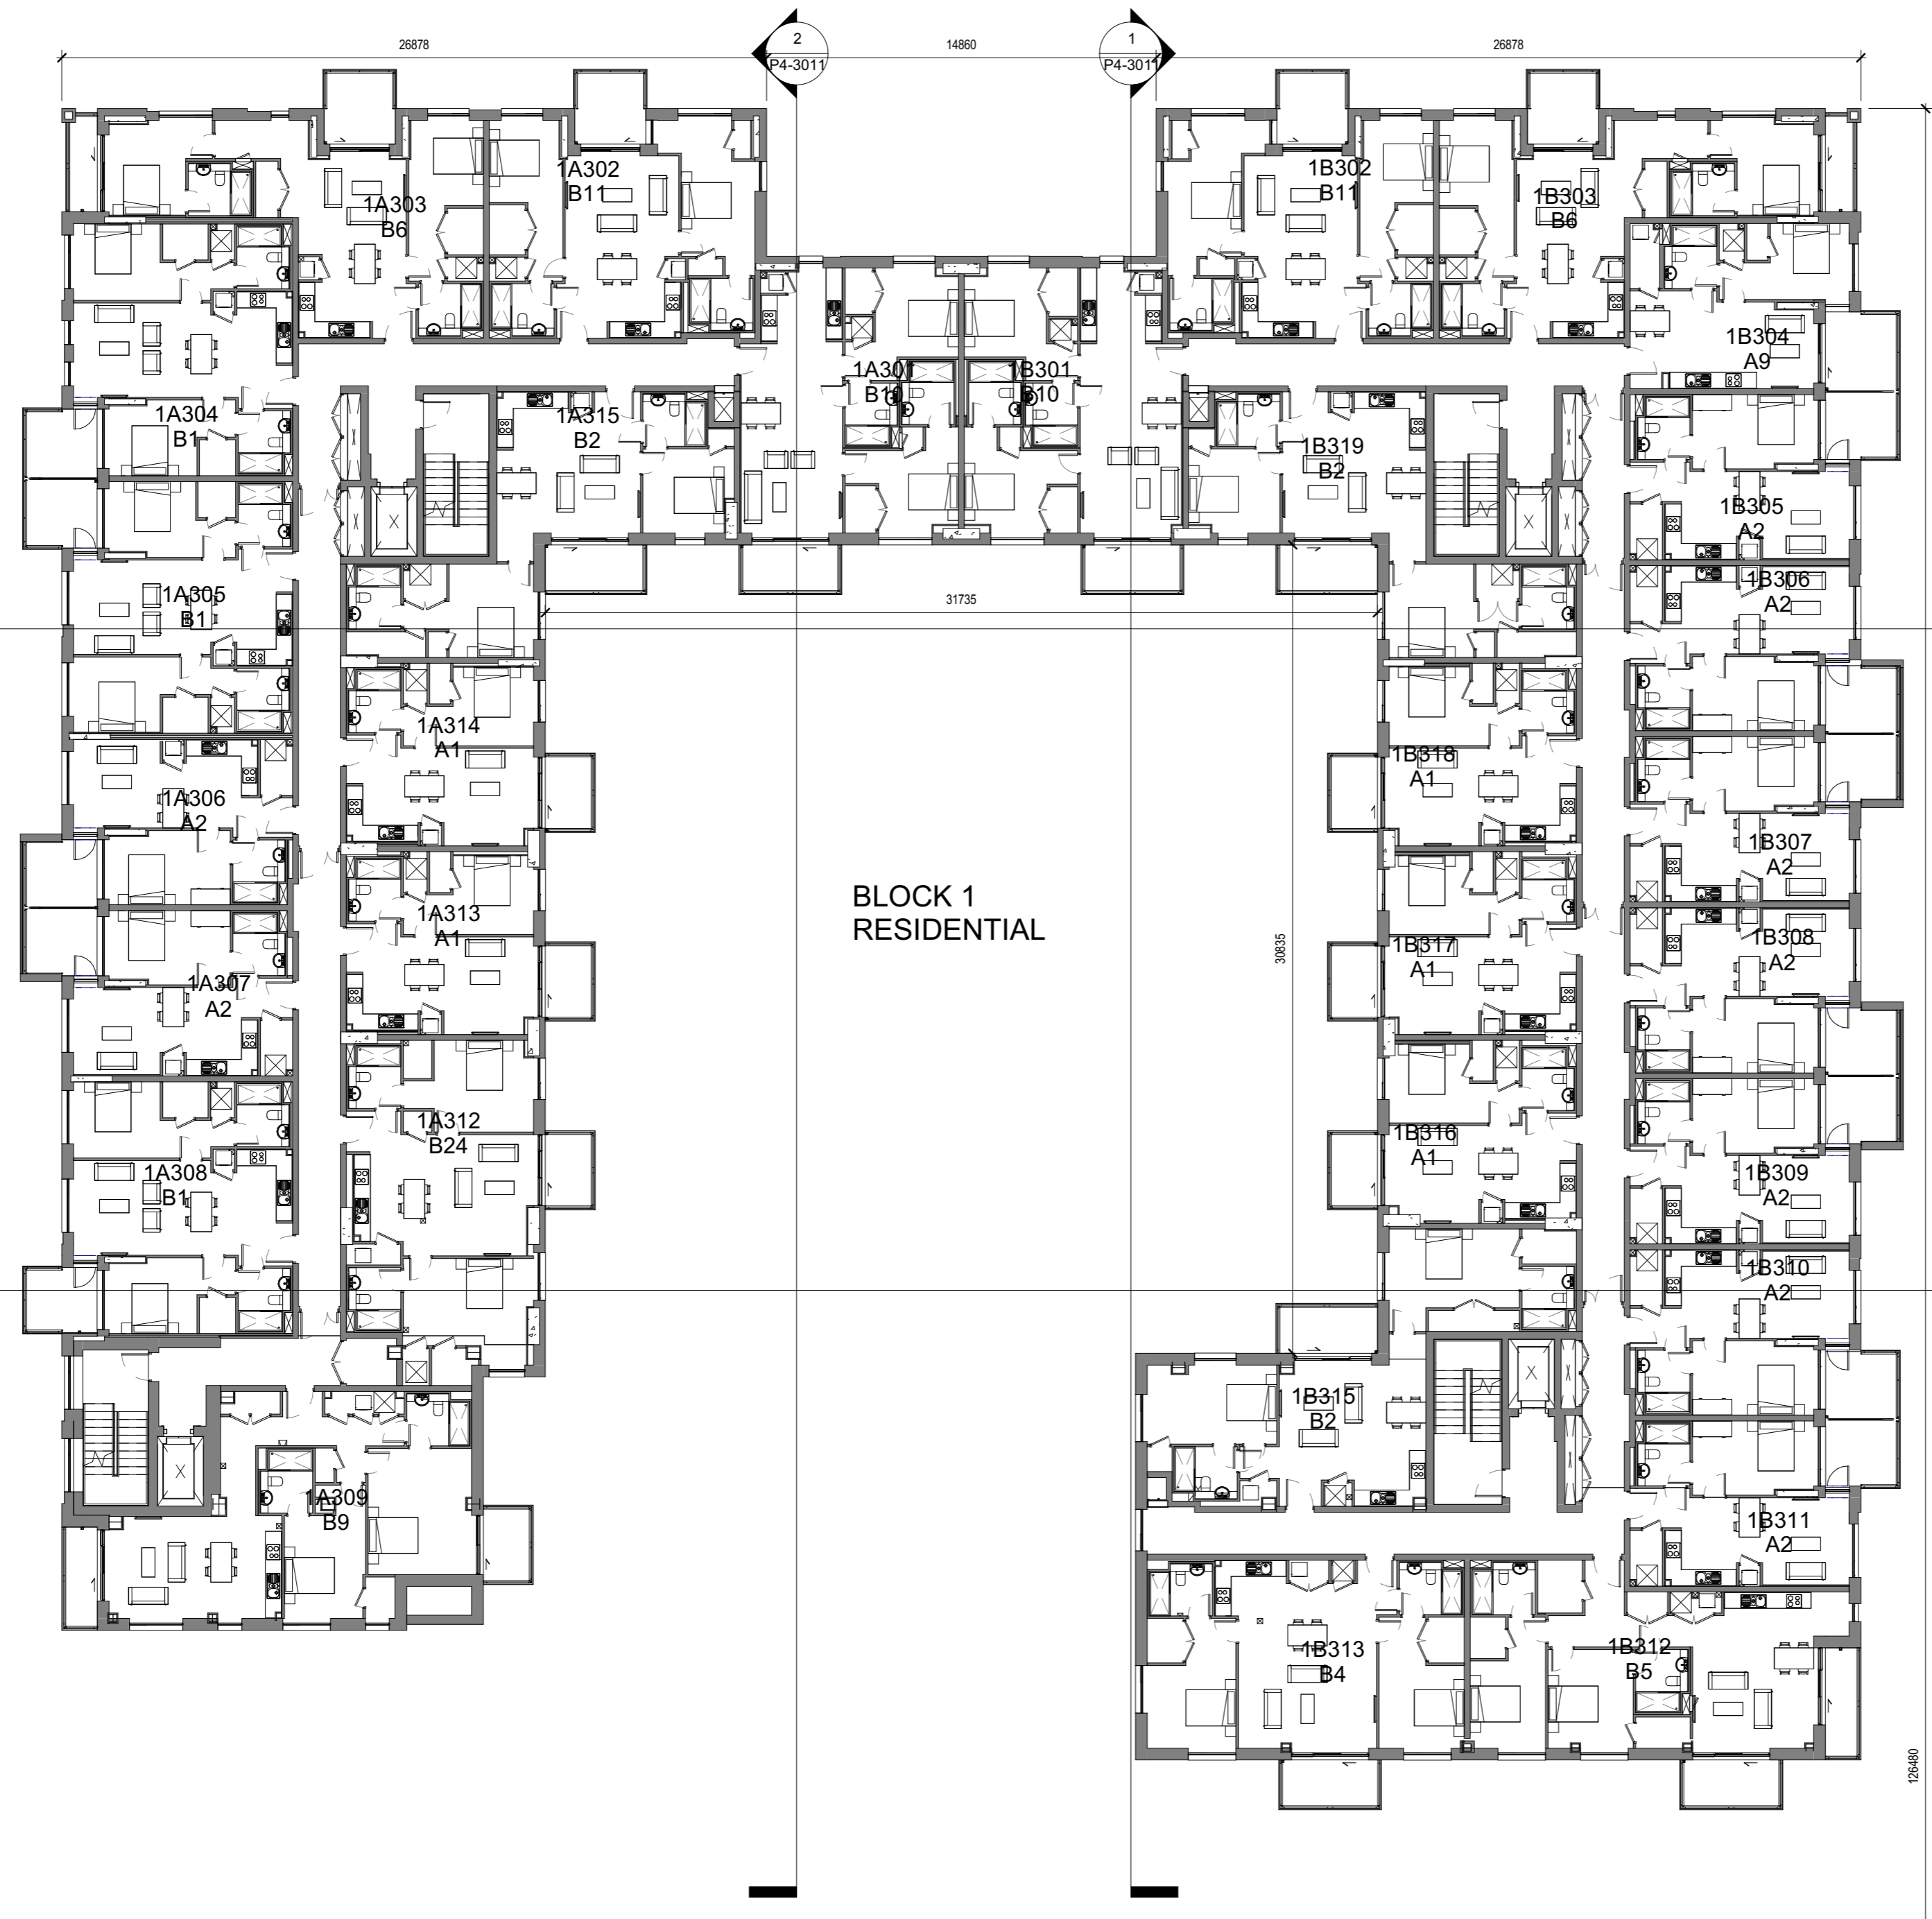 26878
2
P4-3011
14860
1
P4-3011
26878
1A302
B11
1B302
B11
1A303
B6
1B303
B6
1B304
A9
1A301
B10
1B301
B10
1A304
B1
1A315
B2
1B319
B2
1B305
A2
1A305
B1
1B306
A2
31735
1A314
A1
1B318
A1
1A306
A2
1B307
A2
BLOCK 1
RESIDENTIAL
1A313
A1
30835
1B317
A1
1B308
A2
1A307
A2
1A312
B24
1B316
A1
1A308
B1
1B309
A2
1B310
A2
1B315
B2
1A309
B9
1B311
A2
1B313
B4
1B312
B5
126480